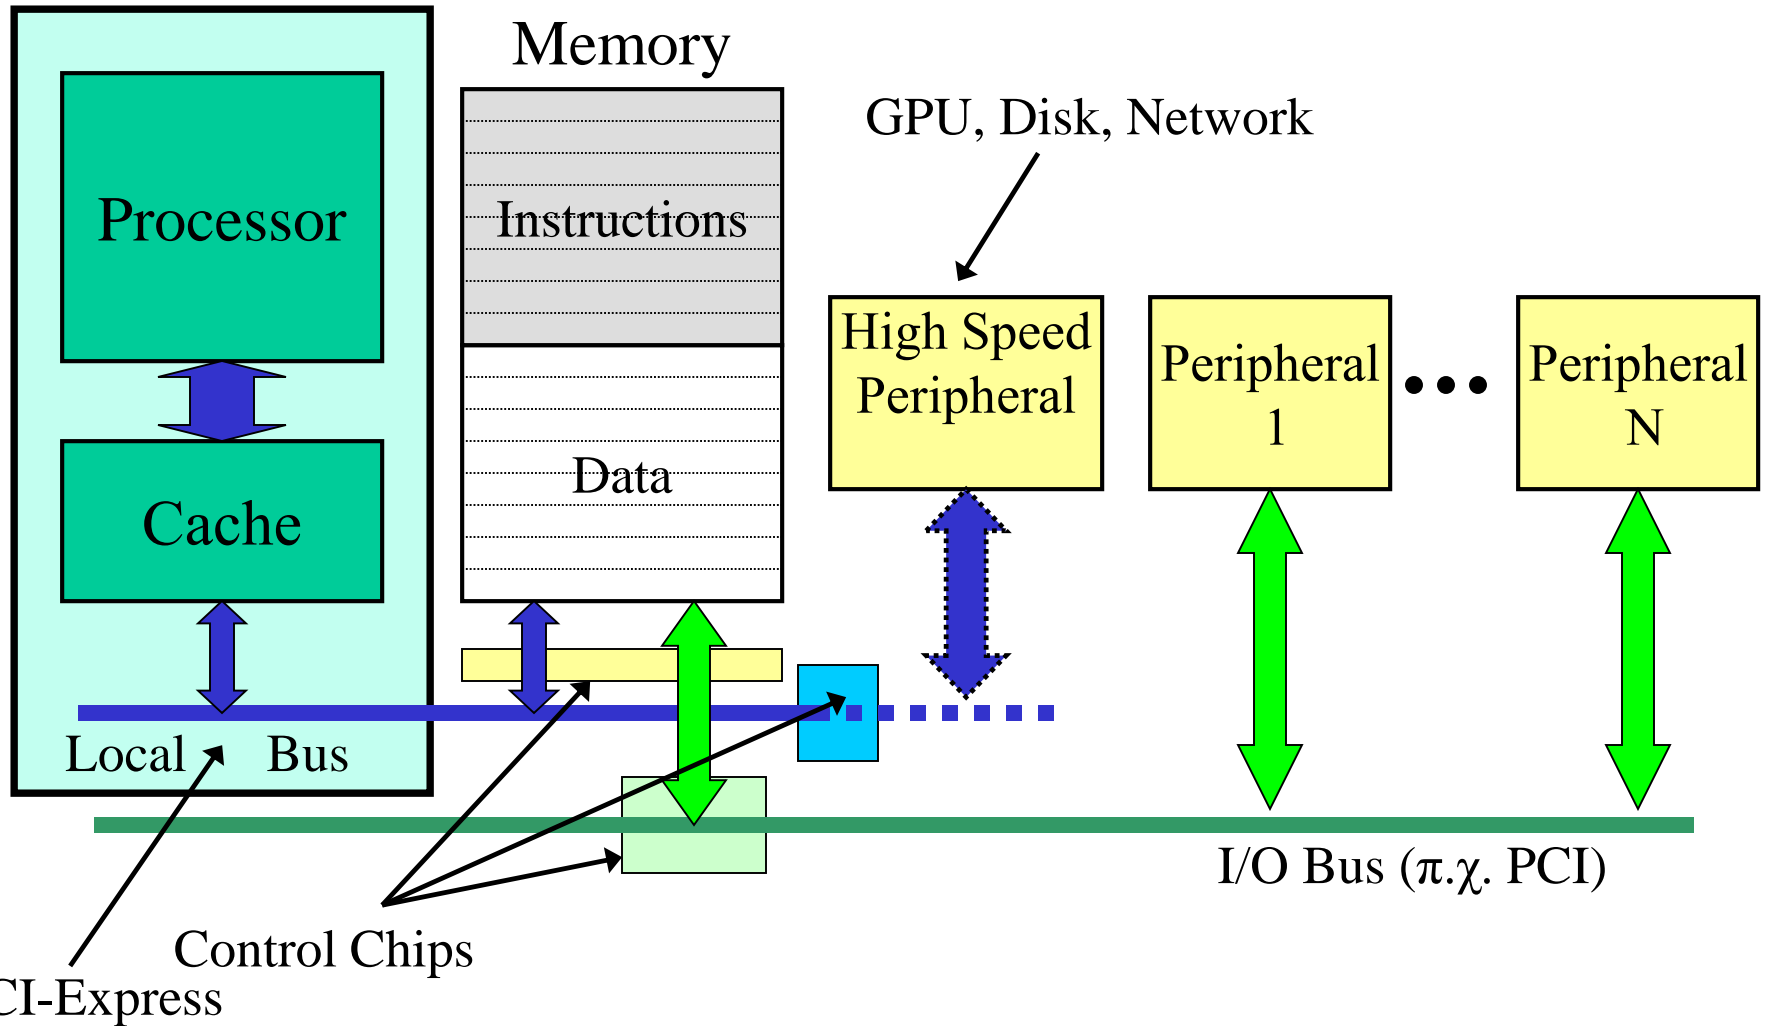 Memory
GPU, Disk, Network
Processor
Instructions
High Speed
Peripheral
Peripheral
1
Peripheral
N
Data
Cache
Local Bus
I/O Bus (π.χ. PCI)
Control Chips
CI-Express